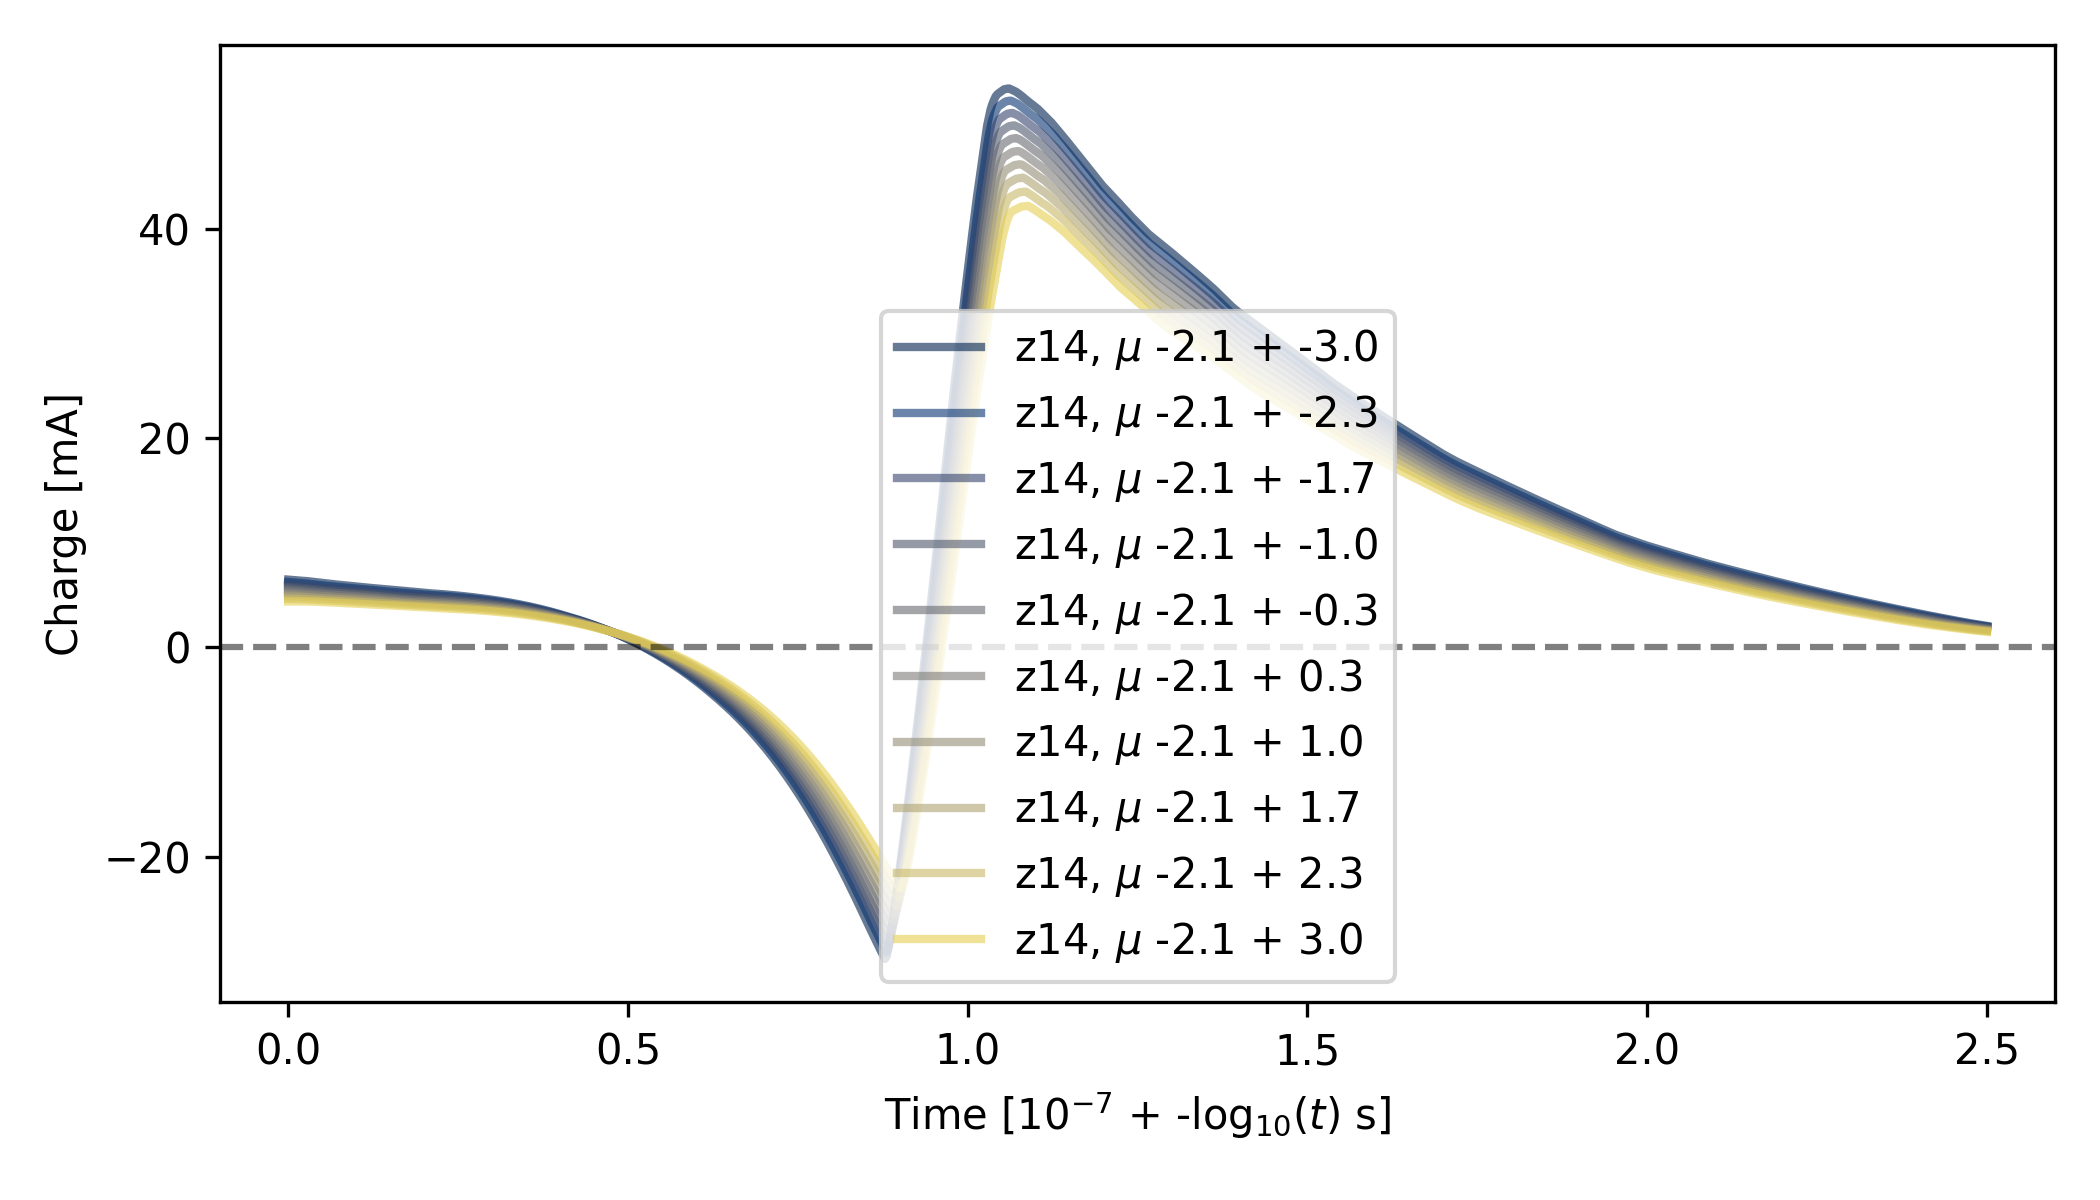 Charge [mA]
40
20
0
−20
z14, μ -2.1 + -3.0
z14, μ -2.1 + -2.3
z14, μ -2.1 + -1.7
z14, μ -2.1 + -1.0
z14, μ -2.1 + -0.3
z14, μ -2.1 + 0.3
z14, μ -2.1 + 1.0
z14, μ -2.1 + 1.7
z14, μ -2.1 + 2.3
z14, μ -2.1 + 3.0
0.0 0.5 1.0 1.5 2.0 2.5
Time [10⁻⁷ + -log₁₀(t) s]